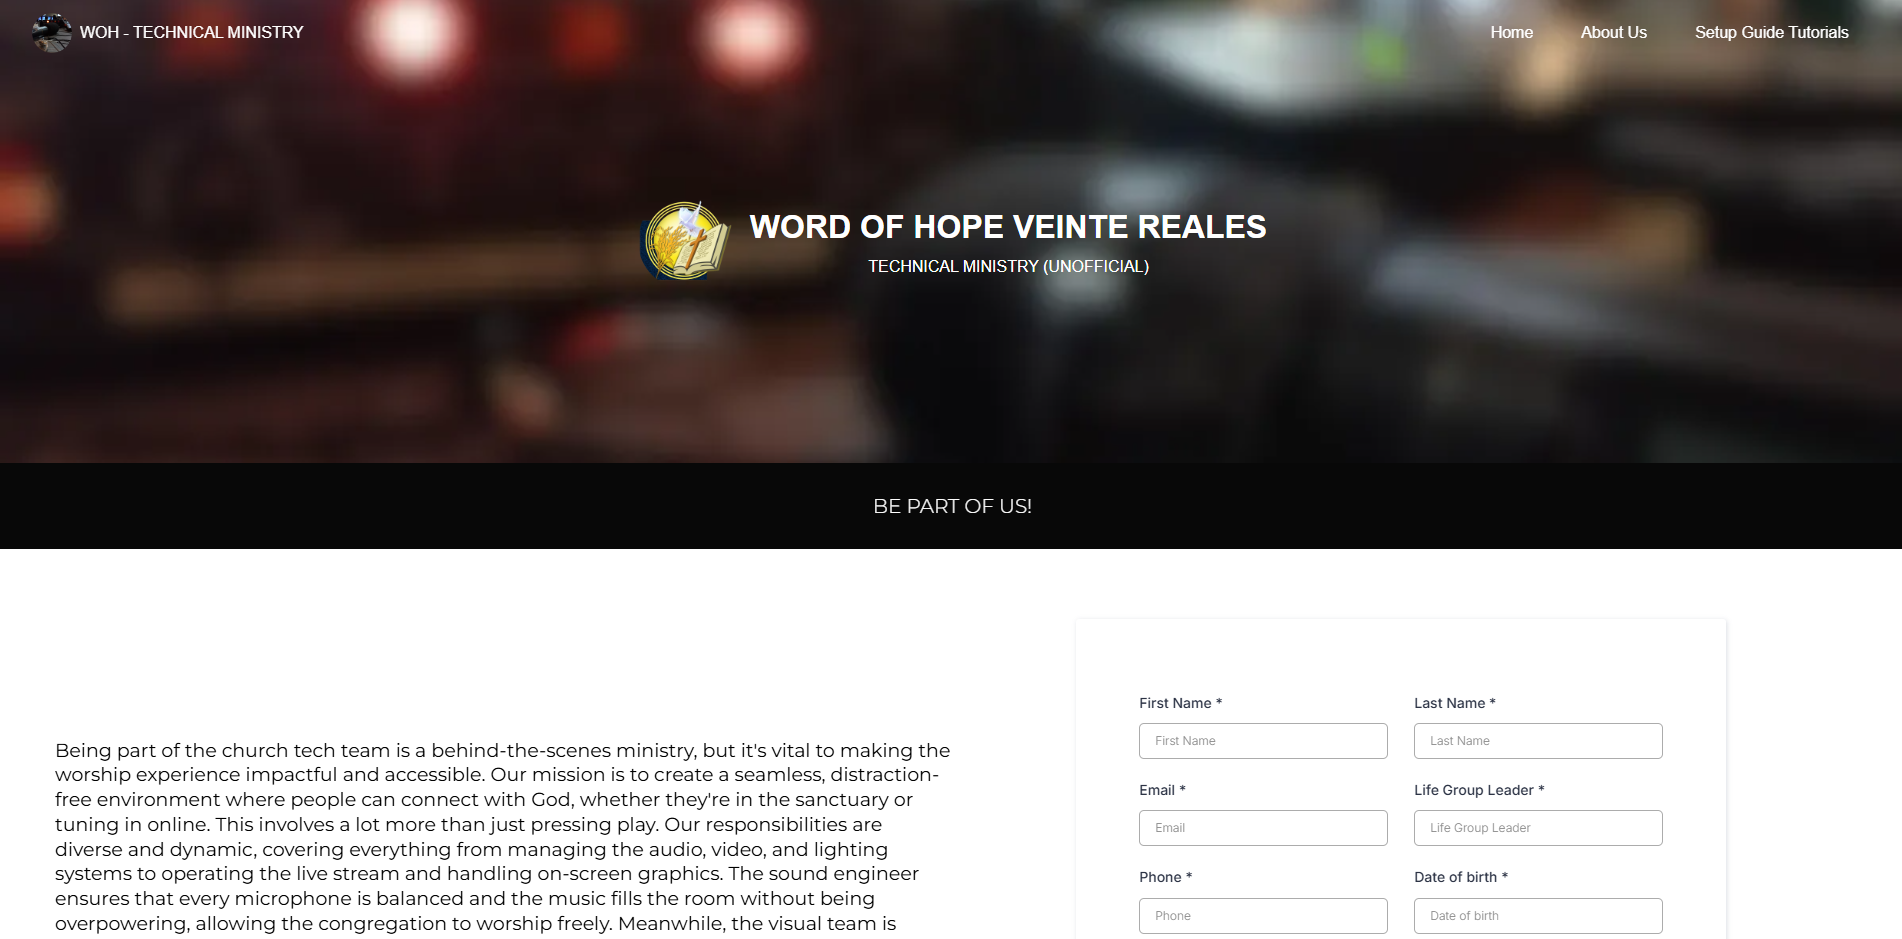 WOH - TECHNICAL MINISTRY
Home
About Us
Setup Guide Tutorials
WORD OF HOPE VEINTE REALES
TECHNICAL MINISTRY (UNOFFICIAL)
BE PART OF US!
Being part of the church tech team is a behind-the-scenes ministry, but it's vital to making the
worship experience impactful and accessible. Our mission is to create a seamless, distraction-
free environment where people can connect with God, whether they're in the sanctuary or
tuning in online. This involves a lot more than just pressing play. Our responsibilities are
diverse and dynamic, covering everything from managing the audio, video, and lighting
systems to operating the live stream and handling on-screen graphics. The sound engineer
ensures that every microphone is balanced and the music fills the room without being
overpowering, allowing the congregation to worship freely. Meanwhile, the visual team is
First Name *
First Name
Last Name *
Last Name
Email *
Email
Life Group Leader *
Life Group Leader
Phone *
Phone
Date of birth *
Date of birth